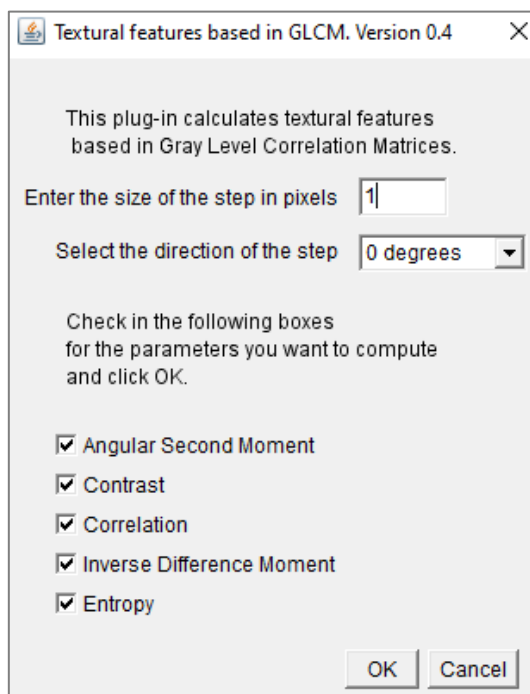 Textural features based in GLCM. Version 0.4
This plug-in calculates textural features
based in Gray Level Correlation Matrices.
Enter the size of the step in pixels 1
Select the direction of the step 0 degrees
Check in the following boxes
for the parameters you want to compute
and click OK.
Angular Second Moment
Contrast
Correlation
Inverse Difference Moment
Entropy
OK Cancel